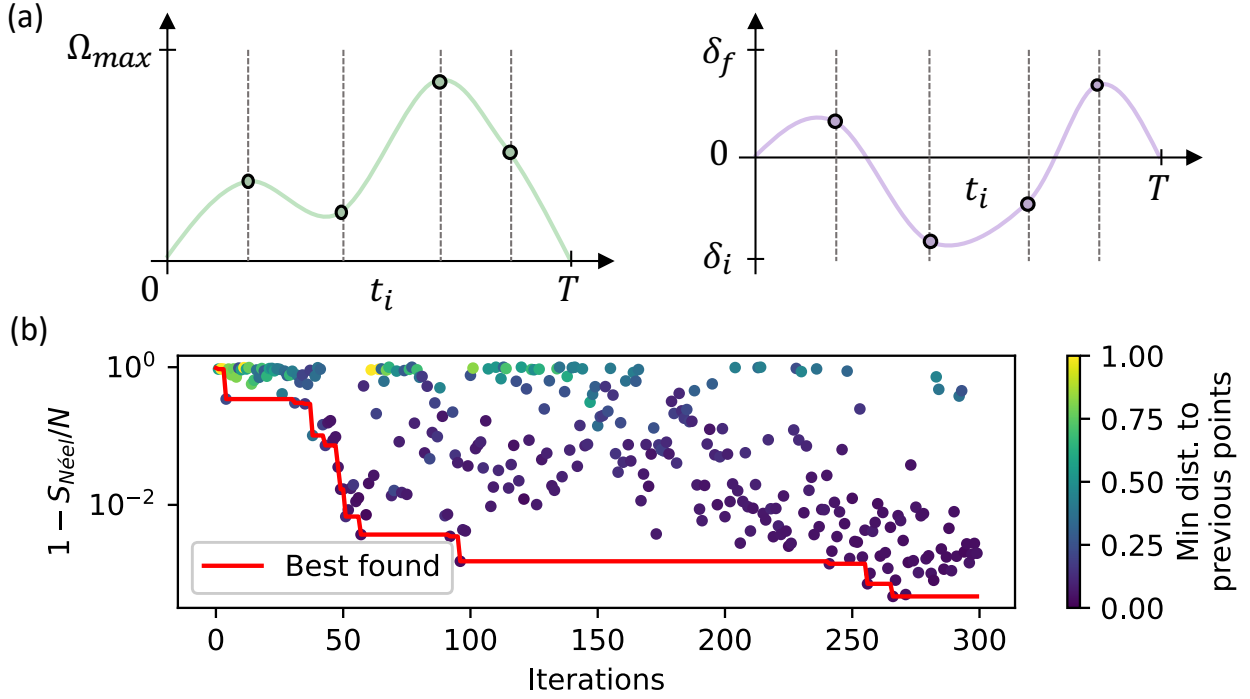 (a)
Ω_max
0
t_i
T
δ_f
0
δ_i
t_i
T
(b)
10^0
10^-2
1 − S_Néel/N
Best found
0
50
100
150
200
250
300
Iterations
1.00
0.75
0.50
0.25
0.00
Min dist. to
previous points